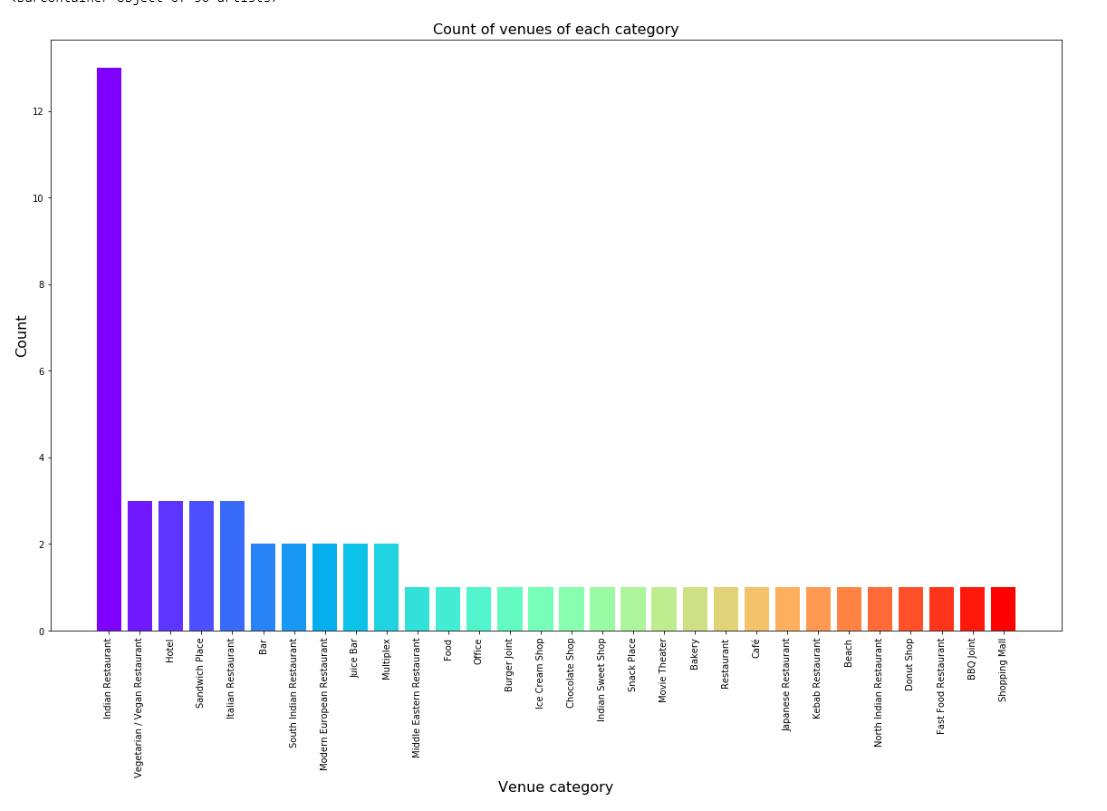 Count of venues of each category
Count
12
10
8
6
4
2
0
Indian Restaurant
Vegetarian / Vegan Restaurant
Hotel
Sandwich Place
Italian Restaurant
Bar
South Indian Restaurant
Modern European Restaurant
Juice Bar
Multiplex
Middle Eastern Restaurant
Food
Office
Burger Joint
Ice Cream Shop
Chocolate Shop
Indian Sweet Shop
Snack Place
Movie Theater
Bakery
Restaurant
Café
Japanese Restaurant
Kebab Restaurant
Beach
North Indian Restaurant
Donut Shop
Fast Food Restaurant
BBQ Joint
Shopping Mall
Venue category